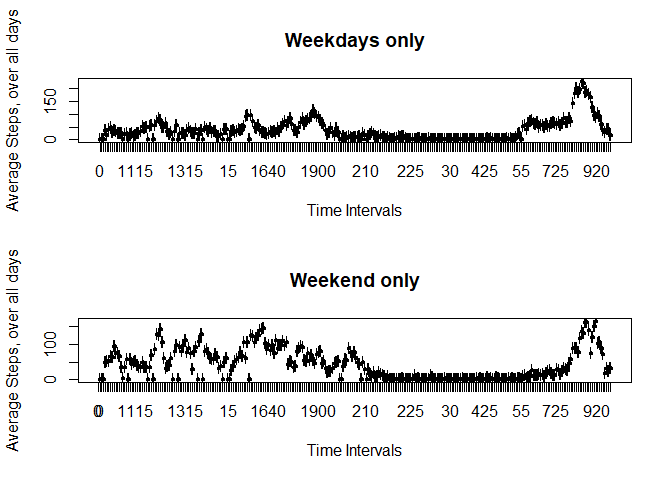 Weekdays only
Average Steps, over all days
0 150
0 1115 1315 15 1640 1900 210 225 30 425 55 725 920
Time Intervals
Weekend only
Average Steps, over all days
0 100
0 1115 1315 15 1640 1900 210 225 30 425 55 725 920
Time Intervals